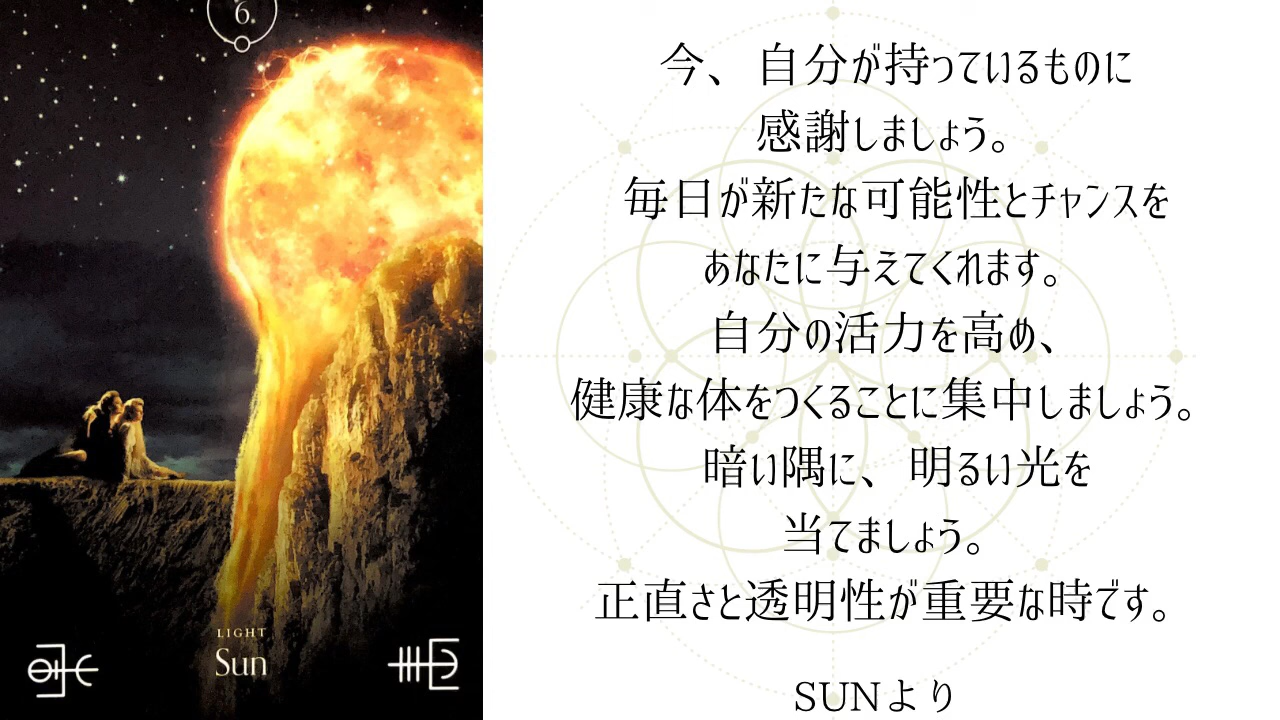 6
LIGHT
Sun
今、自分が持っているものに
感謝しましょう。
毎日が新たな可能性とチャンスを
あなたに与えてくれます。
自分の活力を高め、
健康な体をつくることに集中しましょう。
暗い隅に、明るい光を
当てましょう。
正直さと透明性が重要な時です。
SUNより